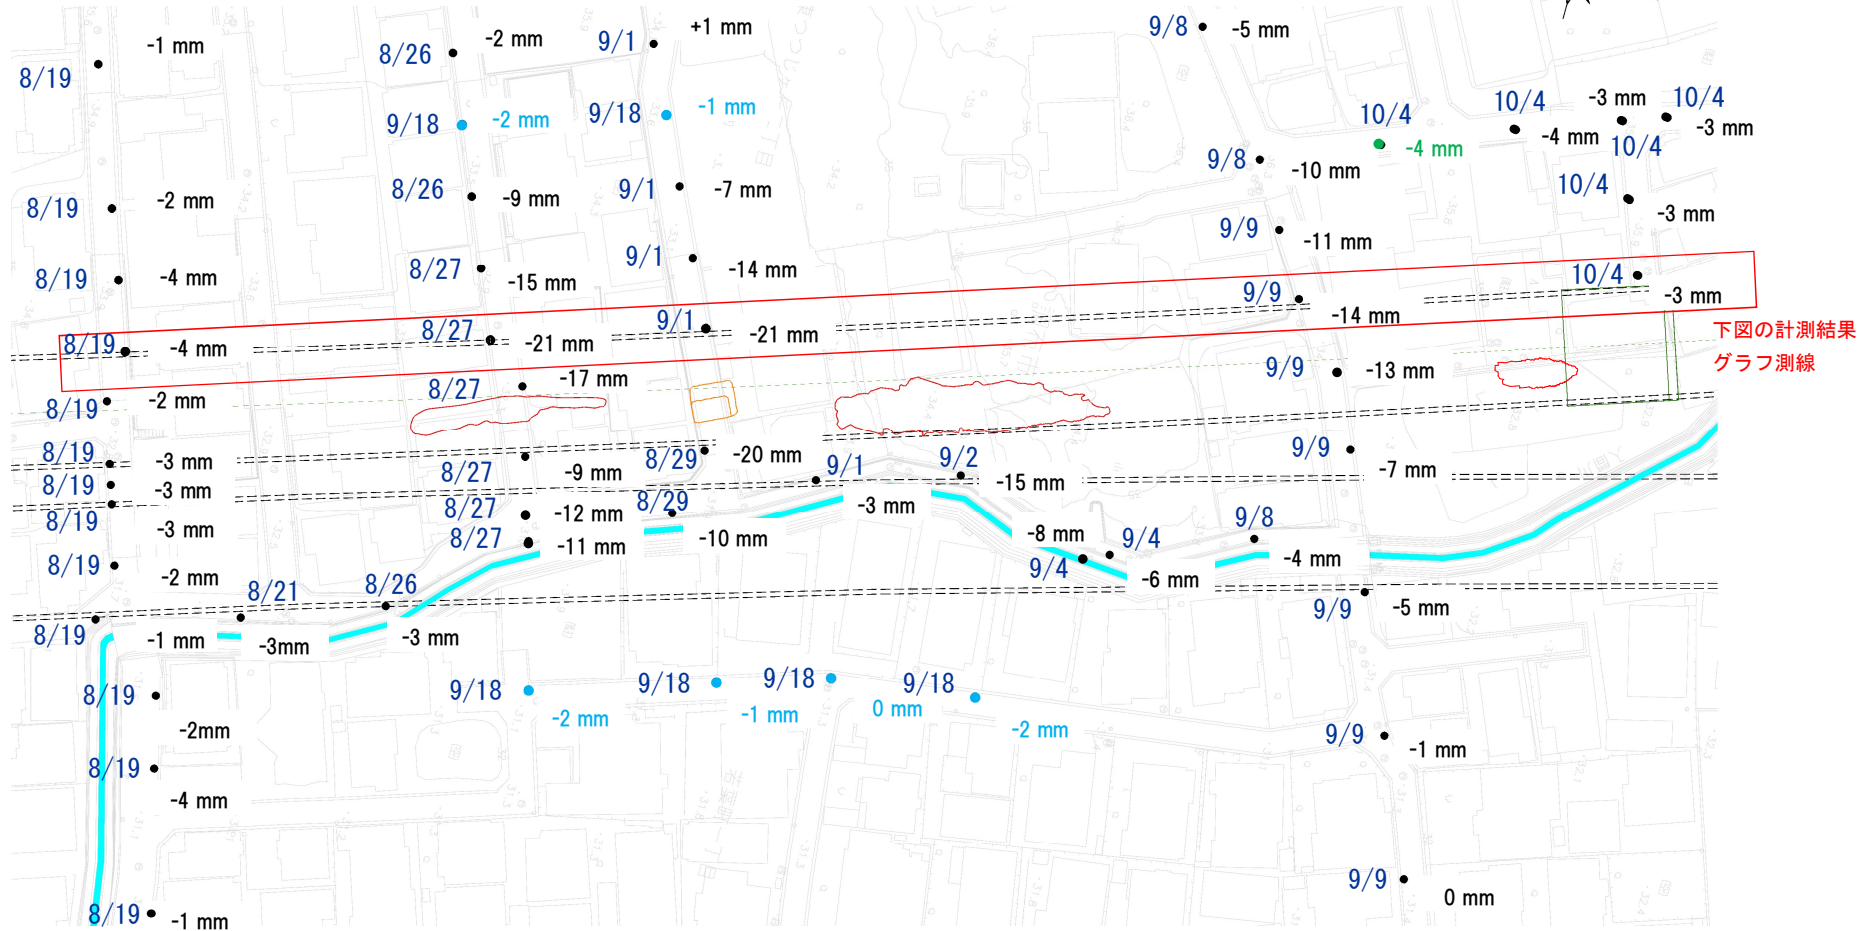 -1 mm
8/19
8/26
-2 mm
9/1
+1 mm
9/8
-5 mm
9/18
-2 mm
9/18
-1 mm
10/4
-4 mm
10/4
-4 mm
-3 mm
10/4
10/4
-3 mm
8/19
-2 mm
8/26
-9 mm
9/1
-7 mm
9/8
-10 mm
10/4
-3 mm
8/19
-4 mm
8/27
-15 mm
9/1
-14 mm
9/9
-11 mm
8/19
-4 mm
8/27
-21 mm
9/1
-21 mm
9/9
-14 mm
10/4
-3 mm
下図の計測結果
グラフ測線
8/19
-2 mm
8/27
-17 mm
9/9
-13 mm
8/19
-3 mm
8/27
-9 mm
8/29
-20 mm
9/1
-3 mm
9/2
-15 mm
9/9
-7 mm
8/19
-3 mm
8/19
-3 mm
8/27
-12 mm
8/27
-11 mm
8/29
-10 mm
-8 mm
9/4
9/4
-6 mm
9/8
-4 mm
8/19
-2 mm
8/21
-3mm
8/26
-3 mm
9/9
-5 mm
8/19
-1 mm
8/19
-2mm
9/18
-2 mm
9/18
-1 mm
9/18
0 mm
9/18
-2 mm
9/9
-1 mm
8/19
-4 mm
9/9
0 mm
8/19
-1 mm